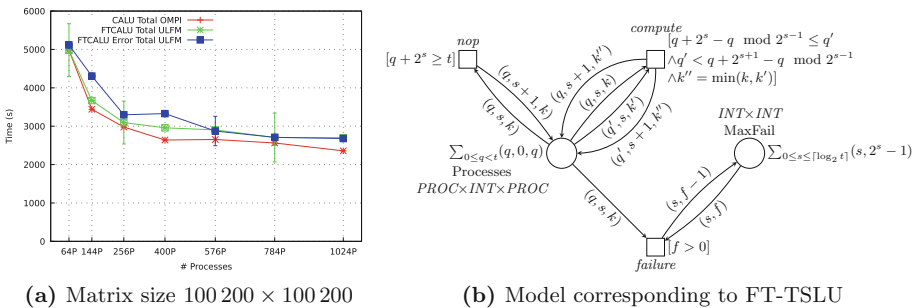 CALU Total OMPI
FTCALU Total ULFM
FTCALU Error Total ULFM
6000
5000
4000
3000
2000
1000
0
Time (s)
64P 144P 256P 400P 576P 784P 1024P
# Processes
(a) Matrix size 100 200 × 100 200
nop
[q + 2^s ≥ t]
compute
[q + 2^s − q mod 2^{s−1} ≤ q′
∧q′ < q + 2^{s+1} − q mod 2^{s−1}
∧k″ = min(k, k′)]
(q, s+1, k)
(q, s, k)
(q, s+1, k″)
(q, s, k)
(q′, s, k′)
(q′, s+1, k″)
∑_{0≤q<t}(q, 0, q)
Processes
PROC×INT×PROC
INT×INT
MaxFail
∑_{0≤s≤⌈log₂ t⌉}(s, 2^s − 1)
(q, s, k)
(s, f−1)
(s, f)
[f > 0]
failure
(b) Model corresponding to FT-TSLU